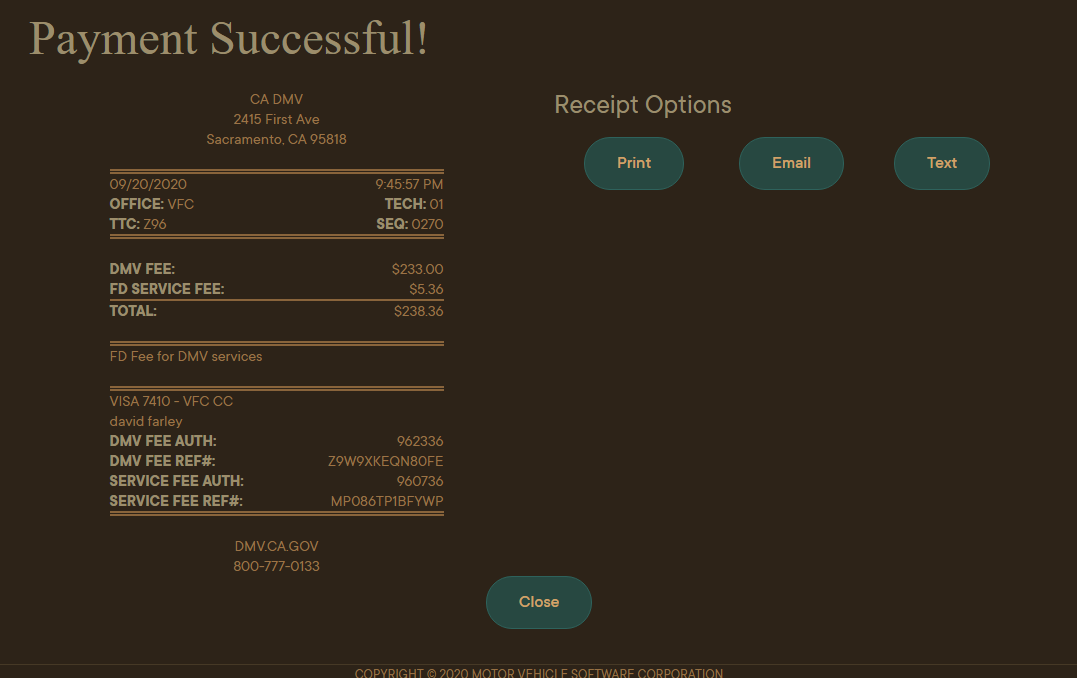 Payment Successful!
CA DMV
2415 First Ave
Sacramento, CA 95818
09/20/2020 9:45:57 PM
OFFICE: VFC TECH: 01
TTC: Z96 SEQ: 0270
DMV FEE: $233.00
FD SERVICE FEE: $5.36
TOTAL: $238.36
FD Fee for DMV services
VISA 7410 - VFC CC
david farley
DMV FEE AUTH: 962336
DMV FEE REF#: Z9W9XKEQN80FE
SERVICE FEE AUTH: 960736
SERVICE FEE REF#: MP086TP1BFYWP
DMV.CA.GOV
800-777-0133
Receipt Options
Print Email Text
Close
COPYRIGHT © 2020 MOTOR VEHICLE SOFTWARE CORPORATION